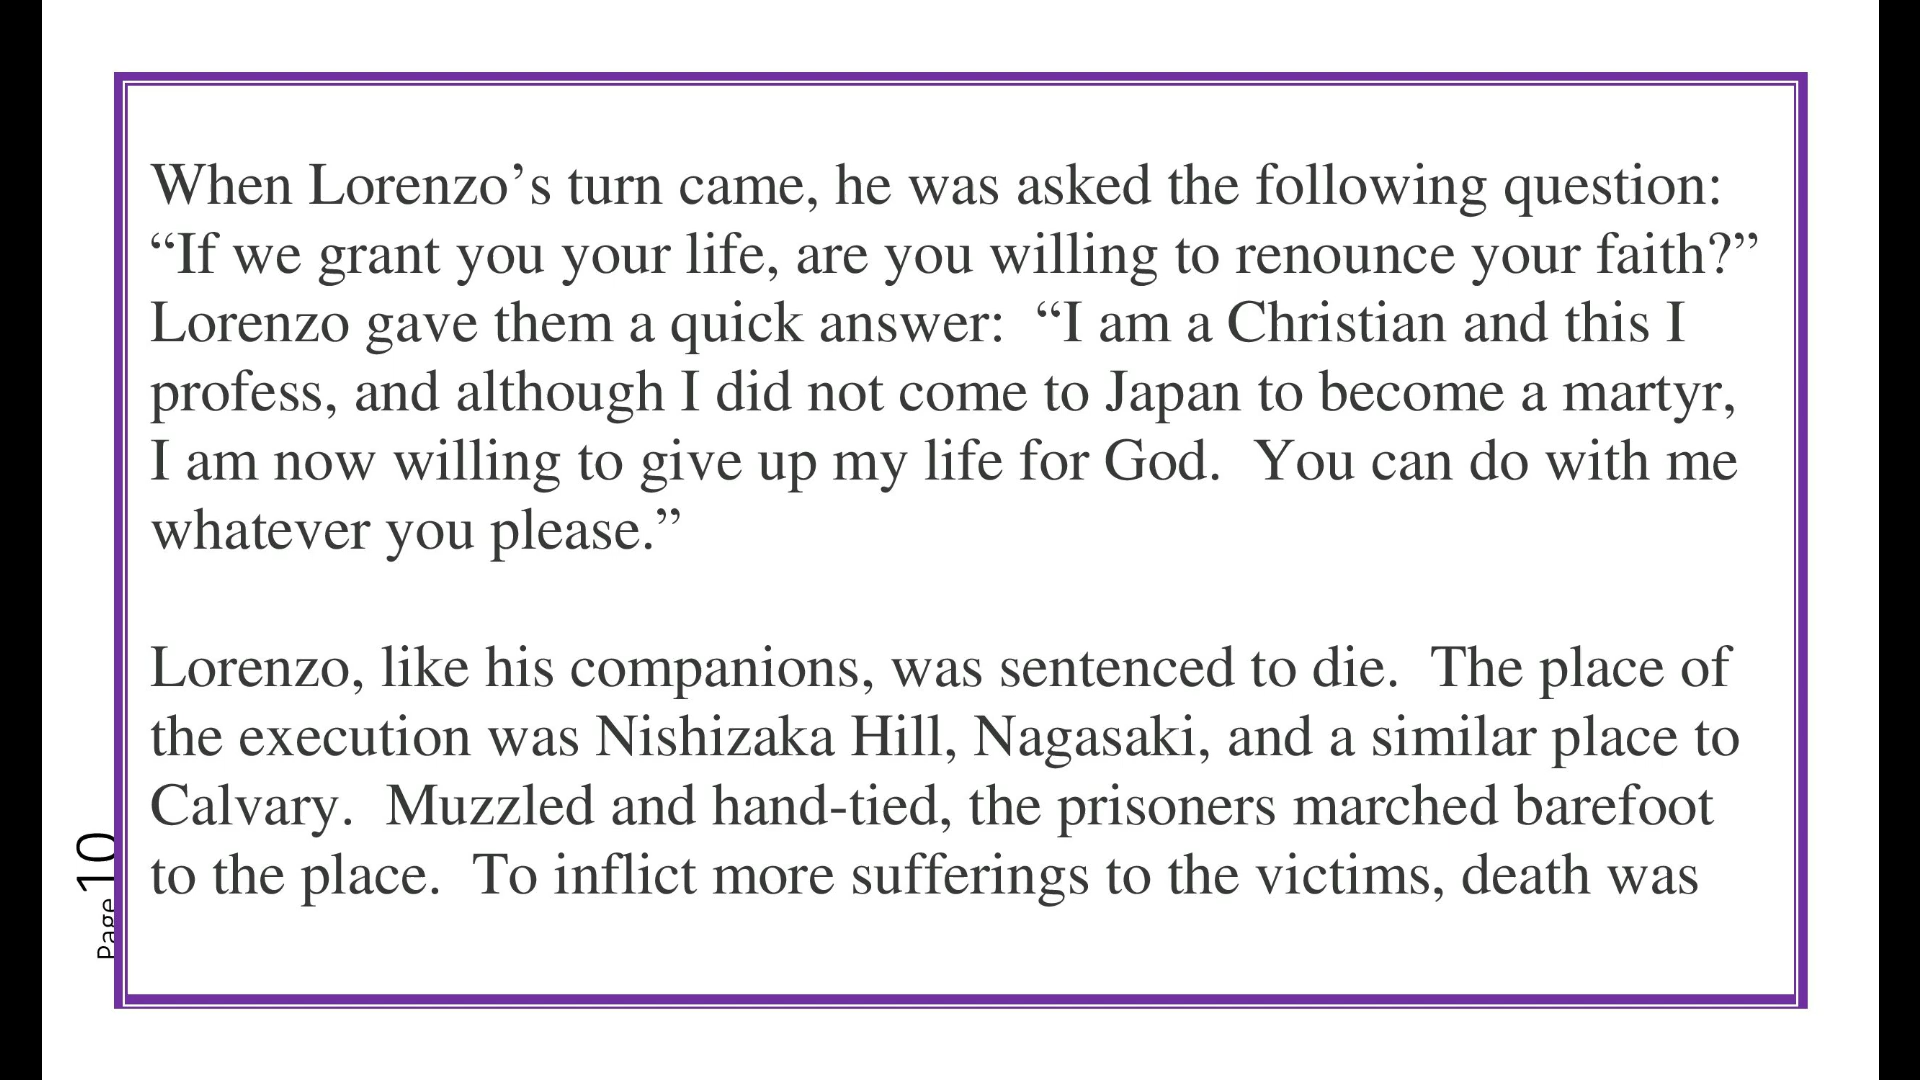 When Lorenzo’s turn came, he was asked the following question:
“If we grant you your life, are you willing to renounce your faith?”
Lorenzo gave them a quick answer:  “I am a Christian and this I
profess, and although I did not come to Japan to become a martyr,
I am now willing to give up my life for God.  You can do with me
whatever you please.”
Lorenzo, like his companions, was sentenced to die.  The place of
the execution was Nishizaka Hill, Nagasaki, and a similar place to
Calvary.  Muzzled and hand-tied, the prisoners marched barefoot
to the place.  To inflict more sufferings to the victims, death was
Page 10